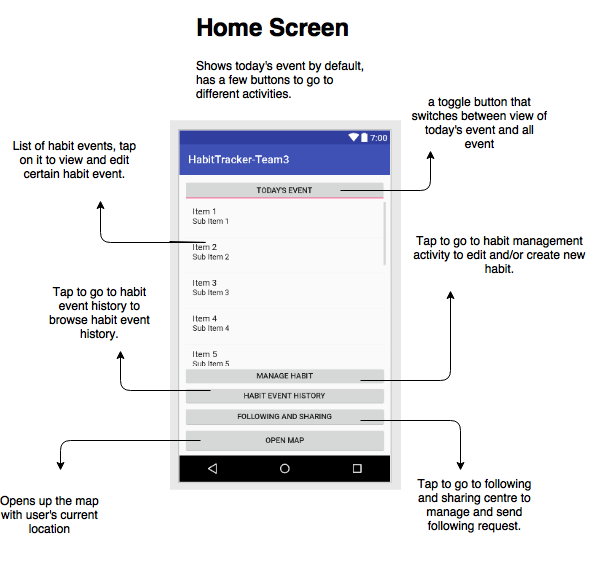 Home Screen
Shows today's event by default,
has a few buttons to go to
different activities.
a toggle button that
switches between view of
today's event and all
event
List of habit events, tap
on it to view and edit
certain habit event.
7:00
HabitTracker-Team3
TODAY'S EVENT
Item 1
Sub Item 1
Item 2
Sub Item 2
Item 3
Sub Item 3
Item 4
Sub Item 4
Item 5
Sub Item 5
MANAGE HABIT
HABIT EVENT HISTORY
FOLLOWING AND SHARING
OPEN MAP
Tap to go to habit management
activity to edit and/or create new
habit.
Tap to go to habit
event history to
browse habit event
history.
Tap to go to following
and sharing centre to
manage and send
following request.
Opens up the map
with user's current
location